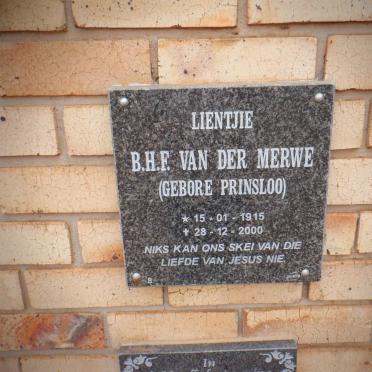 LIENTJIE
B.H.F. VAN DER MERWE
(GEBORE PRINSLOO)
* 15 - 01 - 1915
† 28 - 12 - 2000
NIKS KAN ONS SKEI VAN DIE
LIEFDE VAN JESUS NIE.
In